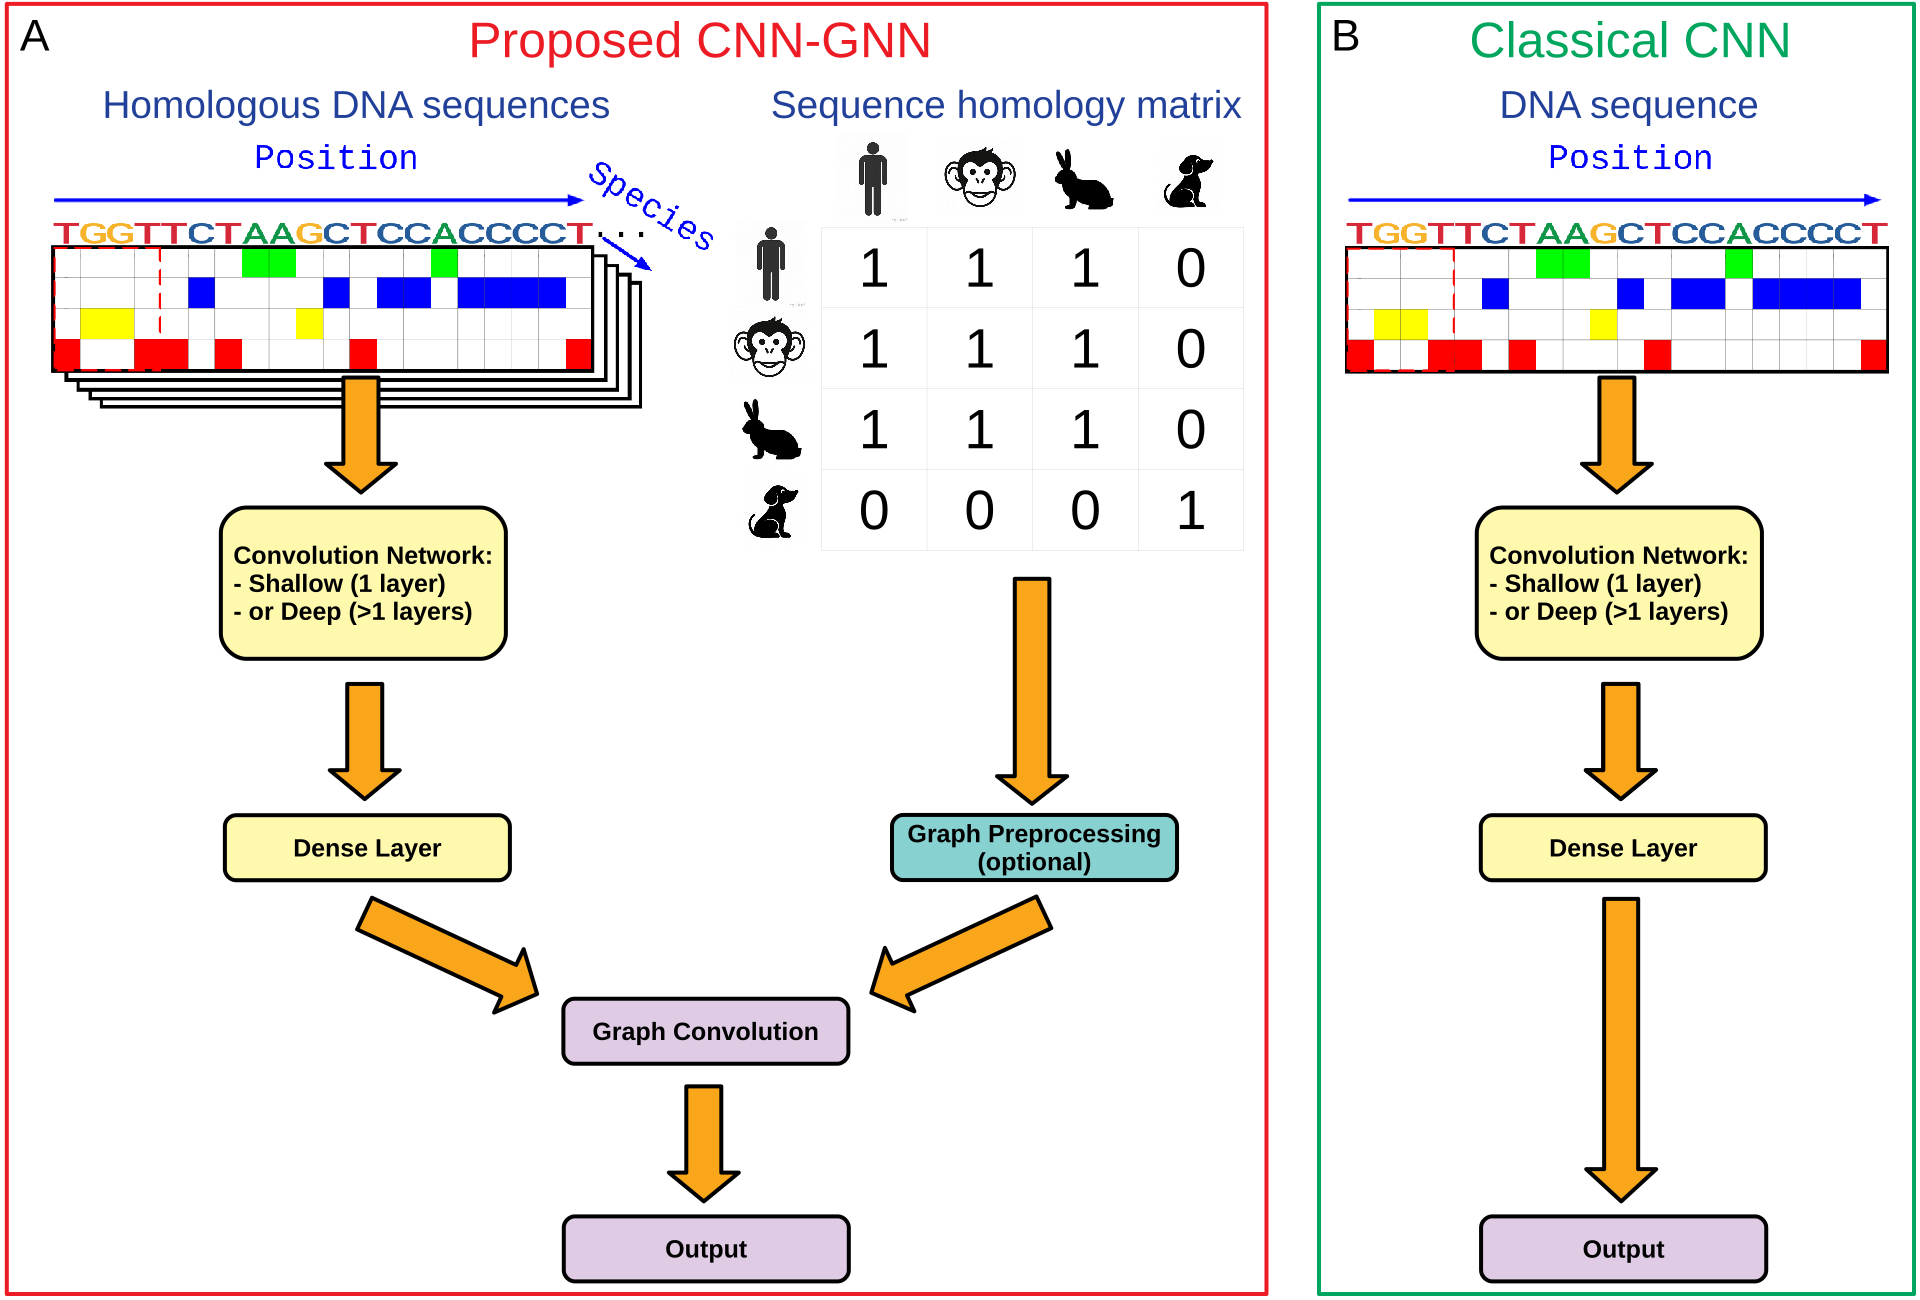 A
Proposed CNN-GNN
Homologous DNA sequences
Position
Species
TGGTTCTAAGCTCCACCCCT...
Convolution Network:
- Shallow (1 layer)
- or Deep (>1 layers)
Dense Layer
Sequence homology matrix
1 1 1 0
1 1 1 0
1 1 1 0
0 0 0 1
Graph Preprocessing
(optional)
Graph Convolution
Output
B
Classical CNN
DNA sequence
Position
TGGTTCTAAGCTCCACCCCT
Convolution Network:
- Shallow (1 layer)
- or Deep (>1 layers)
Dense Layer
Output